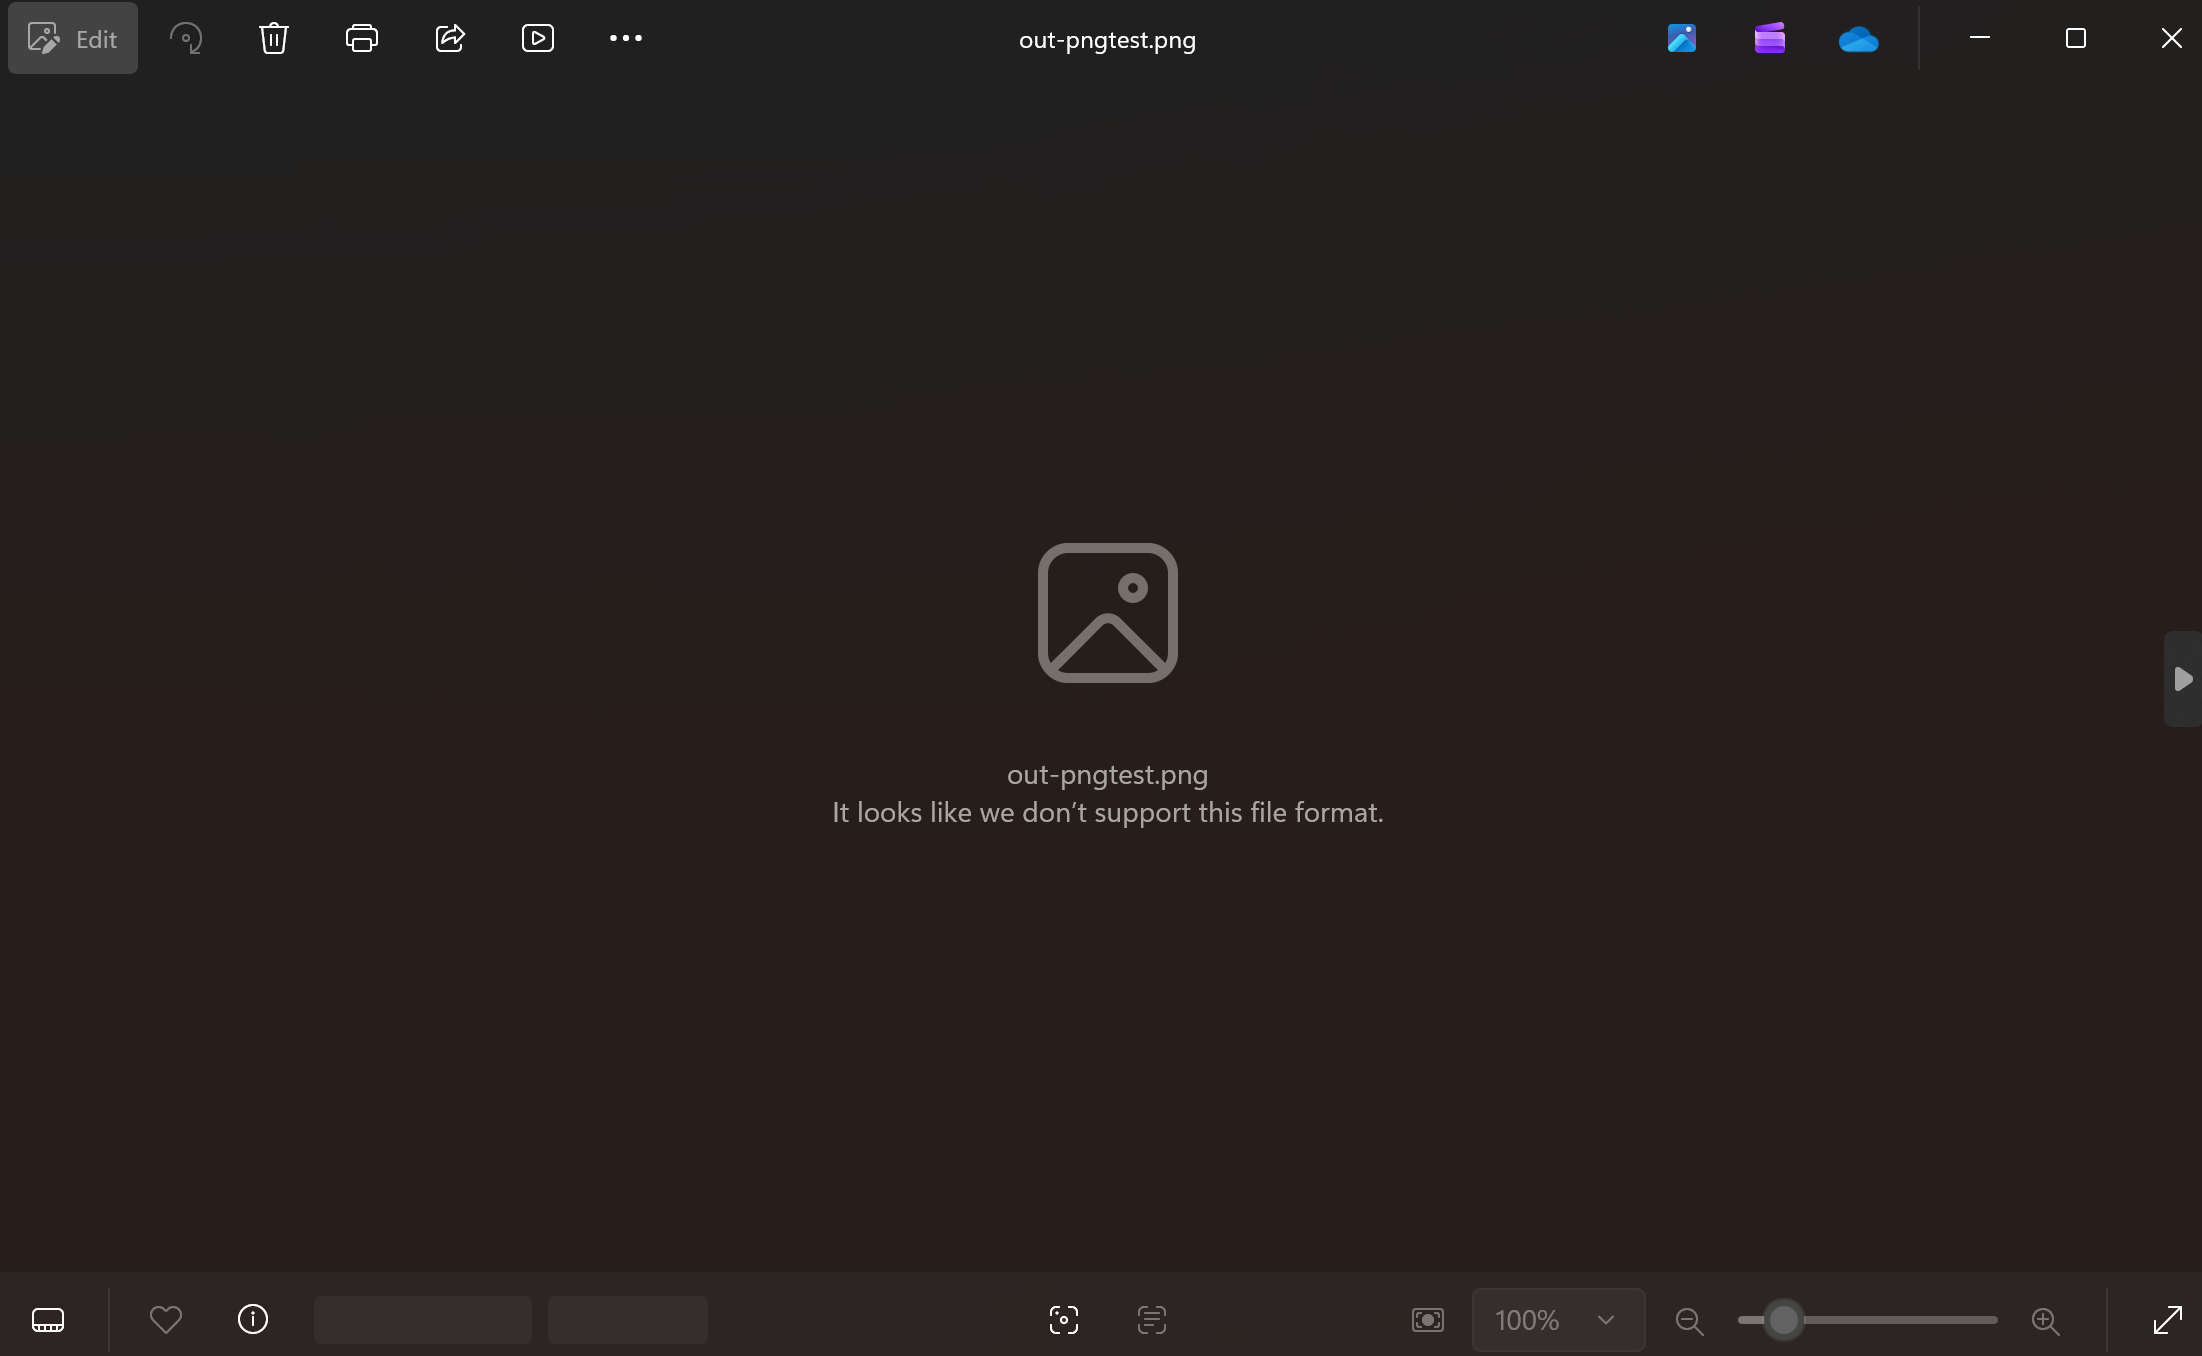 Edit
out-pngtest.png
out-pngtest.png
It looks like we don’t support this file format.
100%